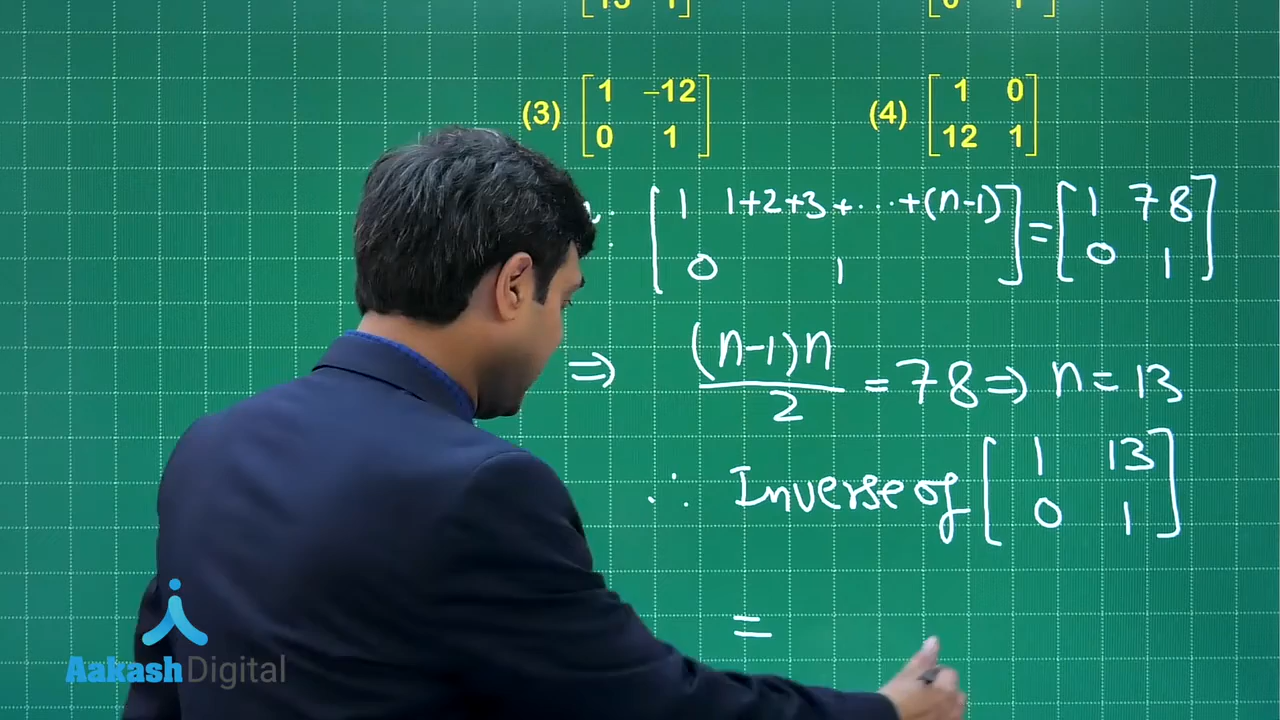 (3) [1 -12
0 1] (4) [1 0
12 1]
[1 1+2+3+...+(n-1)
0 1] = [1 78
0 1]
⇒ (n-1)n / 2 = 78 ⇒ n = 13
∴ Inverse of [1 13
0 1]
=
Aakash Digital